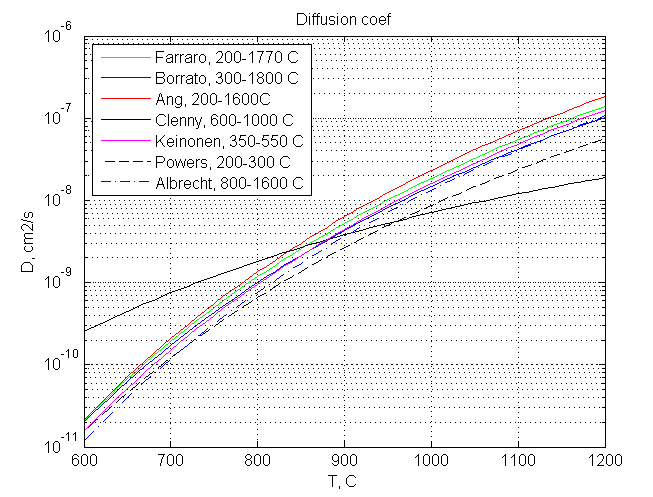 Diffusion coef
10-6
10-7
10-8
10-9
10-10
10-11
D, cm2/s
Farraro, 200-1770 C
Borrato, 300-1800 C
Ang, 200-1600C
Clenny, 600-1000 C
Keinonen, 350-550 C
Powers, 200-300 C
Albrecht, 800-1600 C
600 700 800 900 1000 1100 1200
T, C